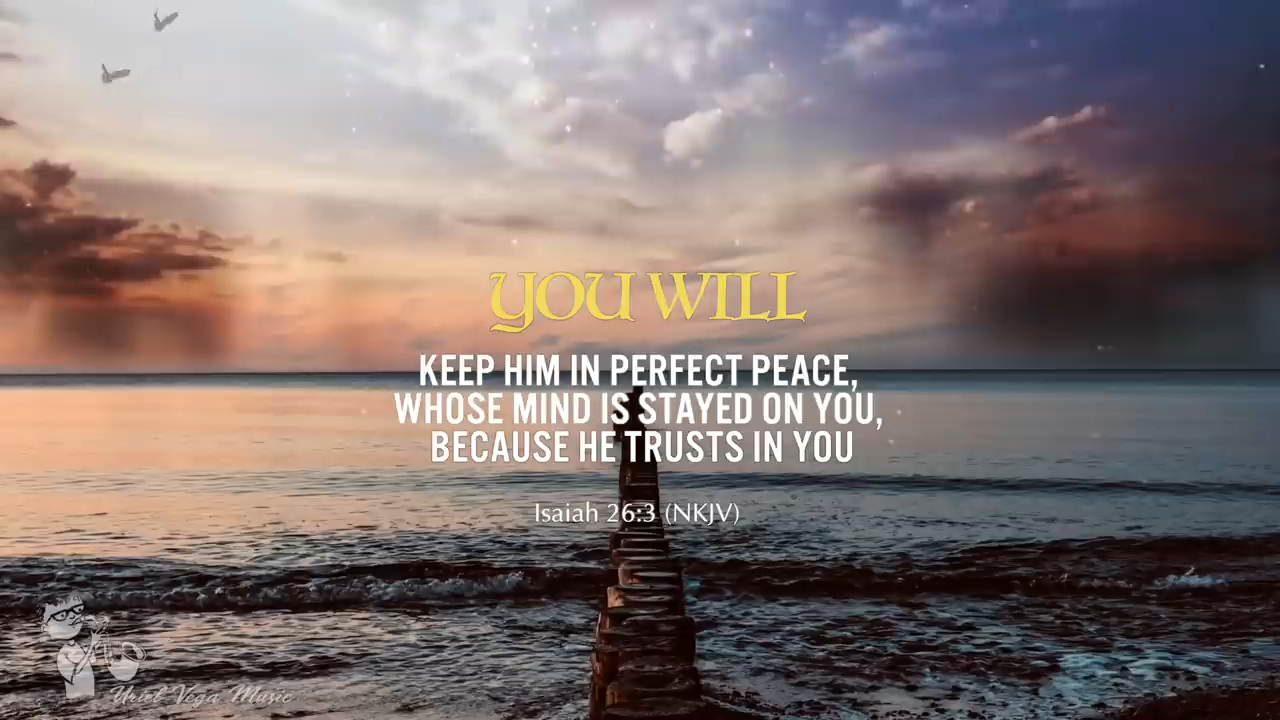 YOU WILL
KEEP HIM IN PERFECT PEACE,
WHOSE MIND IS STAYED ON YOU,
BECAUSE HE TRUSTS IN YOU
Isaiah 26:3 (NKJV)
Uriel Vega Music